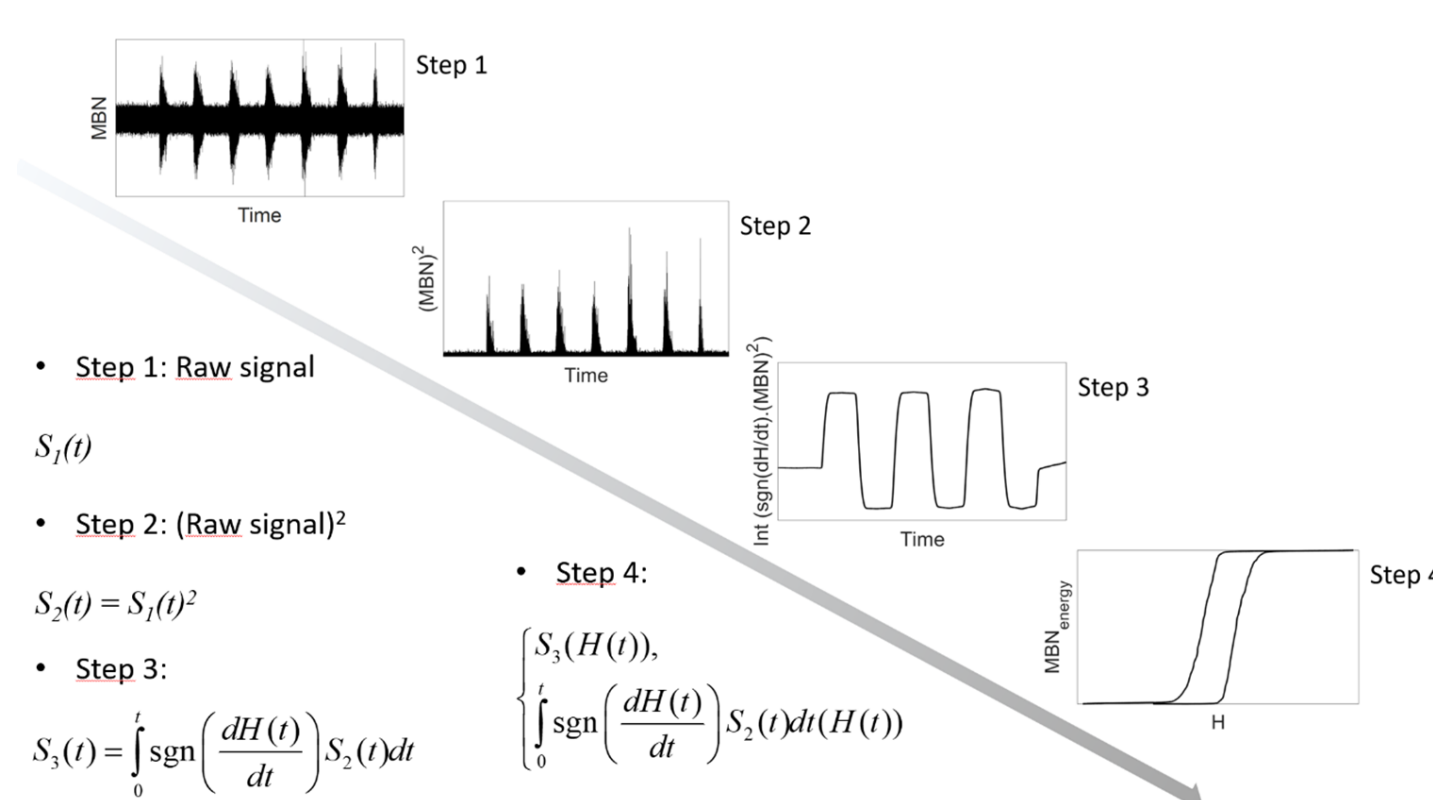 Step 1
MBN
Time
Step 2
(MBN)²
Time
Step 3
Int (sgn(dH/dt).(MBN)²)
Time
Step 4
MBN_energy
H
• Step 1: Raw signal
S₁(t)
• Step 2: (Raw signal)²
S₂(t) = S₁(t)²
• Step 3:
S₃(t) = ∫₀ᵗ sgn(dH(t)/dt) S₂(t)dt
• Step 4:
{ S₃(H(t)),
∫₀ᵗ sgn(dH(t)/dt) S₂(t)dt(H(t))